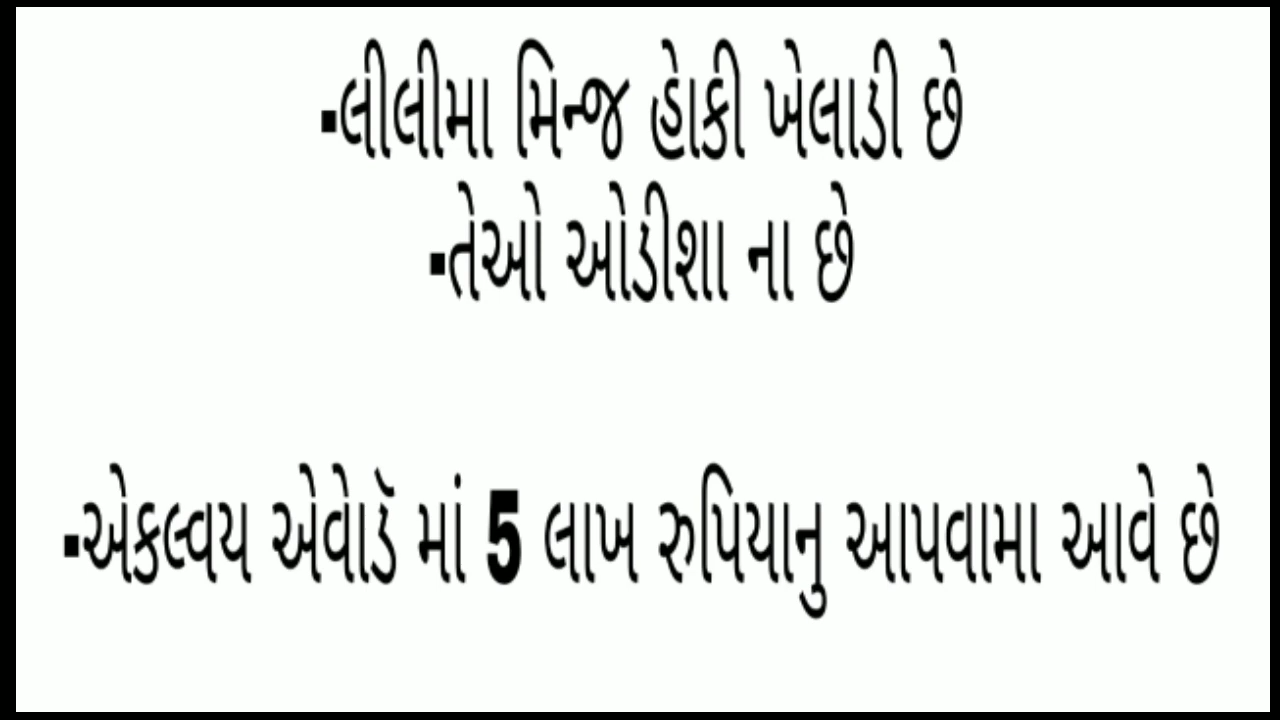 -લીલીમા મિન્જ હાેકી ખેલાડી છે
-તેઓ ઓડીશા ના છે
-એકલ્વય એવાેડૅ માં 5 લાખ રુપિયાનુ આપવામા આવે છે